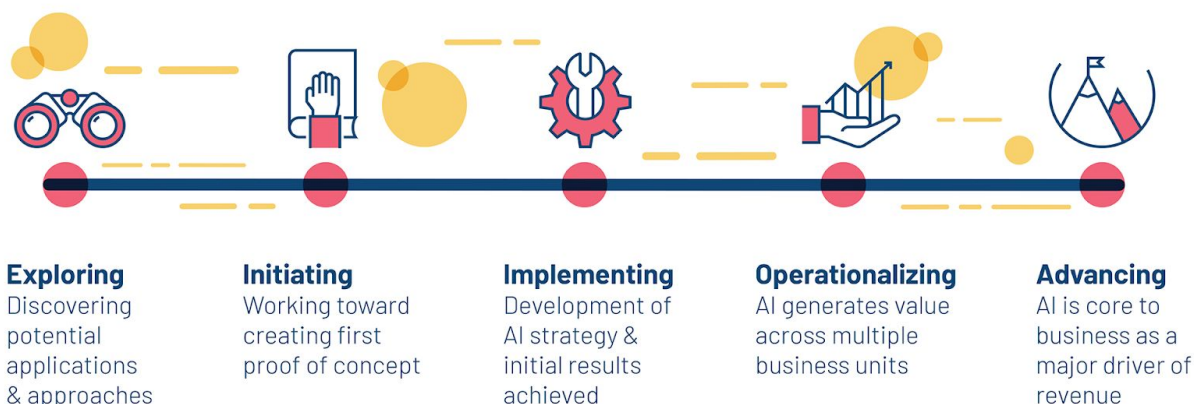 Exploring
Discovering
potential
applications
& approaches
Initiating
Working toward
creating first
proof of concept
Implementing
Development of
AI strategy &
initial results
achieved
Operationalizing
AI generates value
across multiple
business units
Advancing
AI is core to
business as a
major driver of
revenue